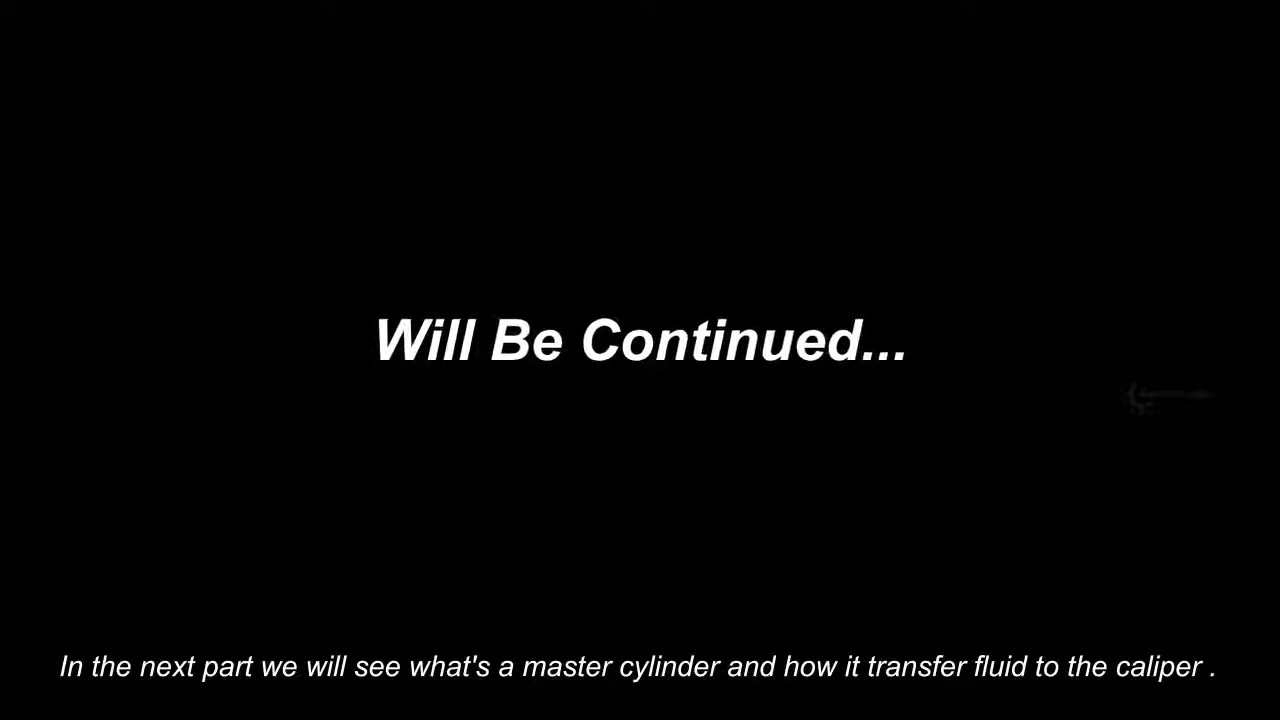 Will Be Continued...
In the next part we will see what's a master cylinder and how it transfer fluid to the caliper .